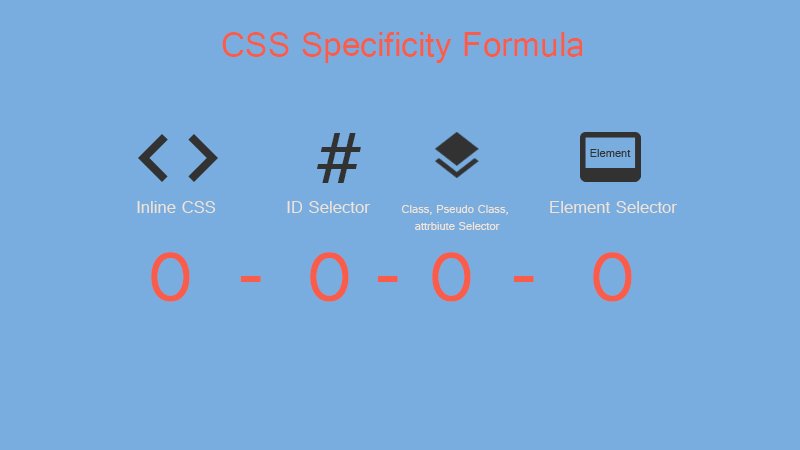 CSS Specificity Formula
< >
#
Element
Inline CSS
ID Selector
Class, Pseudo Class,
attrbiute Selector
Element Selector
0 - 0 - 0 - 0